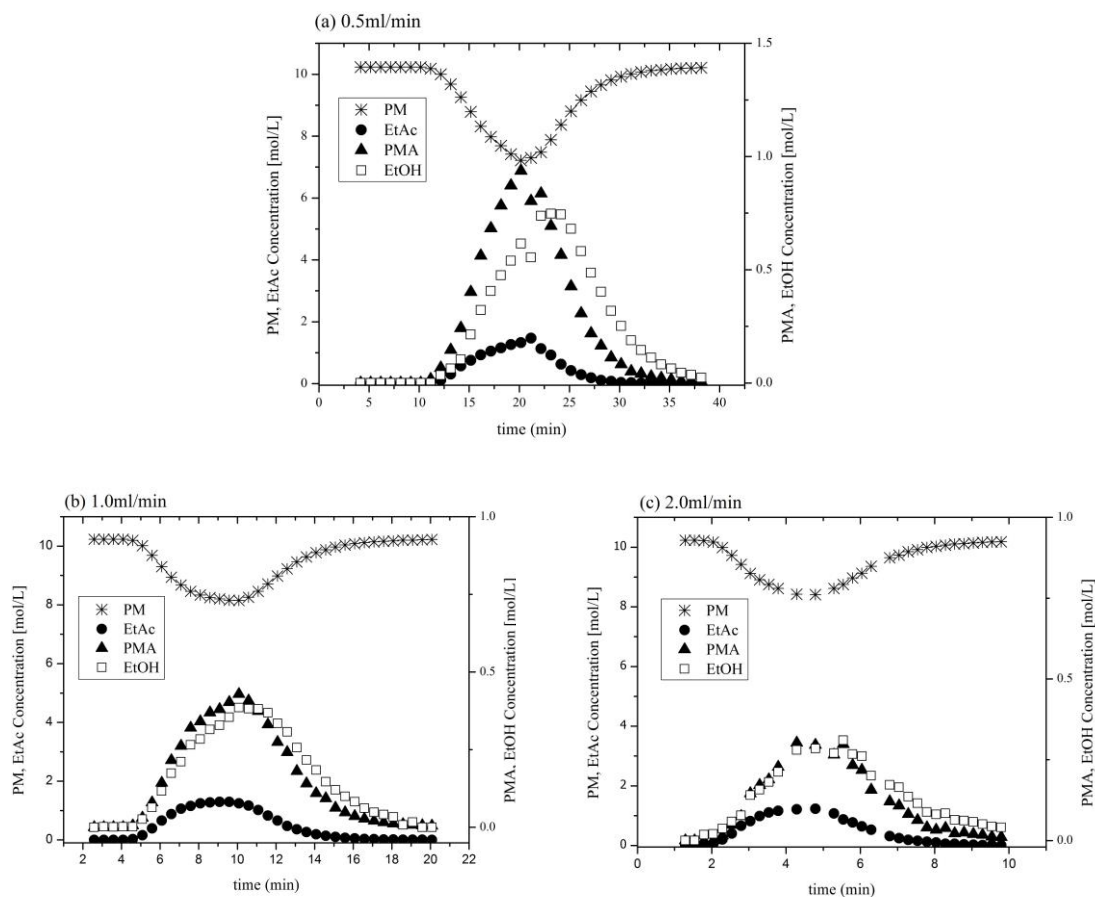 (a) 0.5ml/min
PM, EtAc Concentration [mol/L]
10
8
6
4
2
0
PM
EtAc
PMA
EtOH
1.5
1.0
0.5
0.0
PMA, EtOH Concentration [mol/L]
0 5 10 15 20 25 30 35 40
time (min)
(b) 1.0ml/min
PM, EtAc Concentration [mol/L]
10
8
6
4
2
0
PM
EtAc
PMA
EtOH
1.0
0.5
0.0
PMA, EtOH Concentration [mol/L]
2 4 6 8 10 12 14 16 18 20 22
time (min)
(c) 2.0ml/min
PM, EtAc Concentration [mol/L]
10
8
6
4
2
0
PM
EtAc
PMA
EtOH
1.0
0.5
0.0
PMA, EtOH Concentration [mol/L]
0 2 4 6 8 10
time (min)